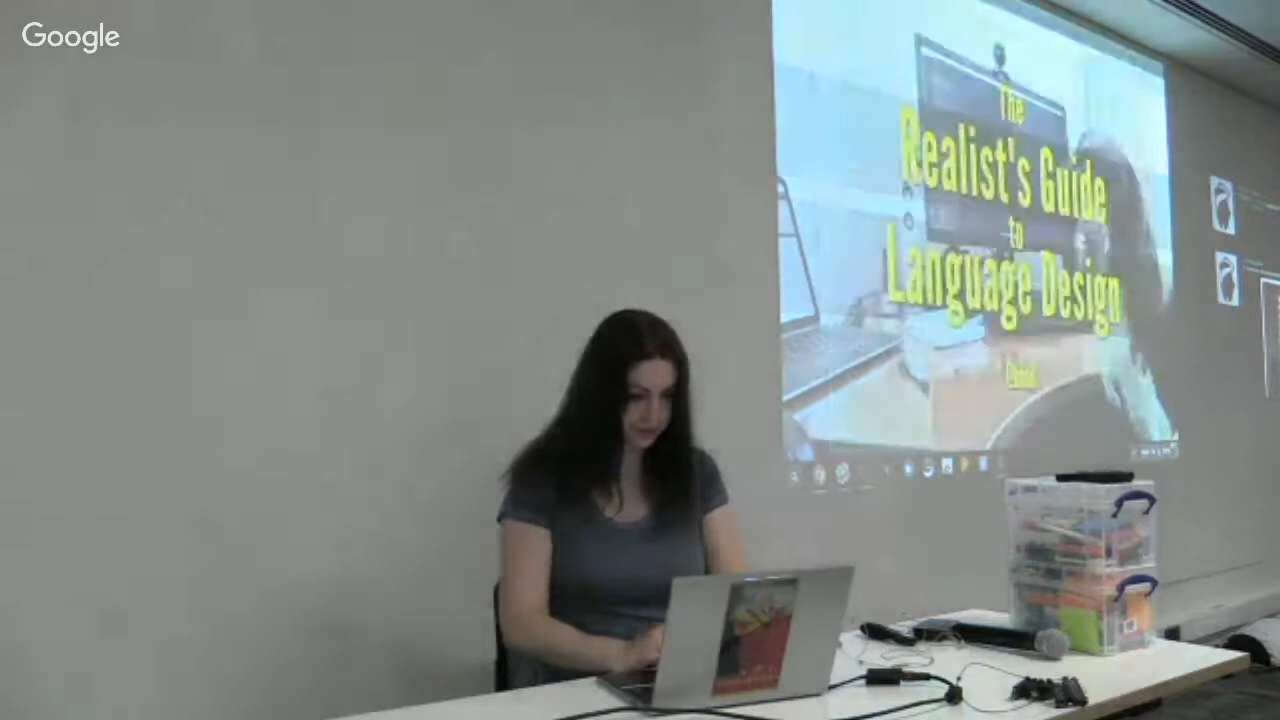 Google
The
Realist's Guide
to
Language Design